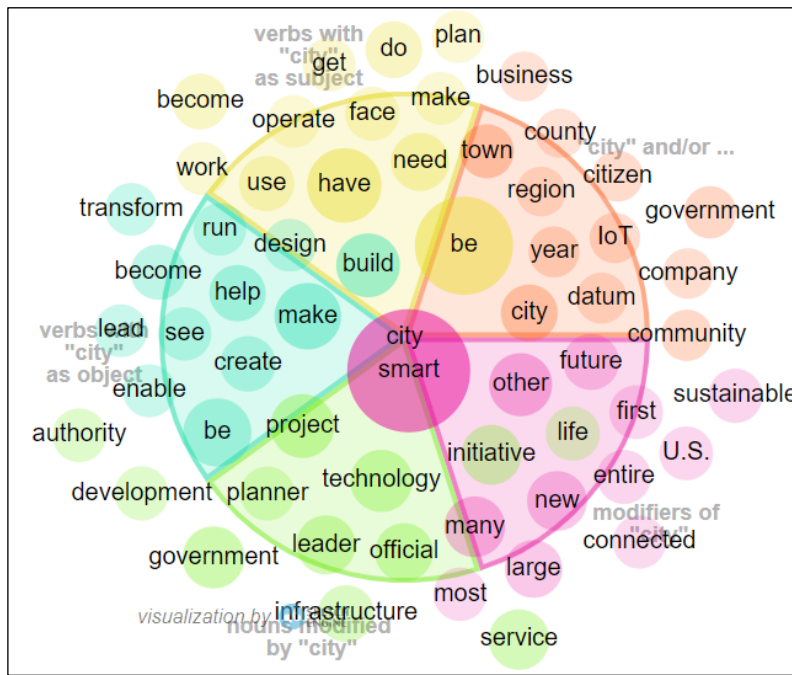 verbs with
"city"
as subject
get
do
plan
business
become
operate
face
make
county
"city" and/or ...
town
citizen
work
use
have
need
region
government
transform
run
design
be
year
IoT
become
build
company
help
datum
lead
see
make
city
city
community
verbs with
"city"
as object
create
smart
other
future
enable
first
sustainable
authority
be
project
initiative
life
U.S.
development
planner
technology
new
entire
modifiers of
"city"
connected
government
leader
official
many
large
most
infrastructure
visualization by
nouns modified
by "city"
service